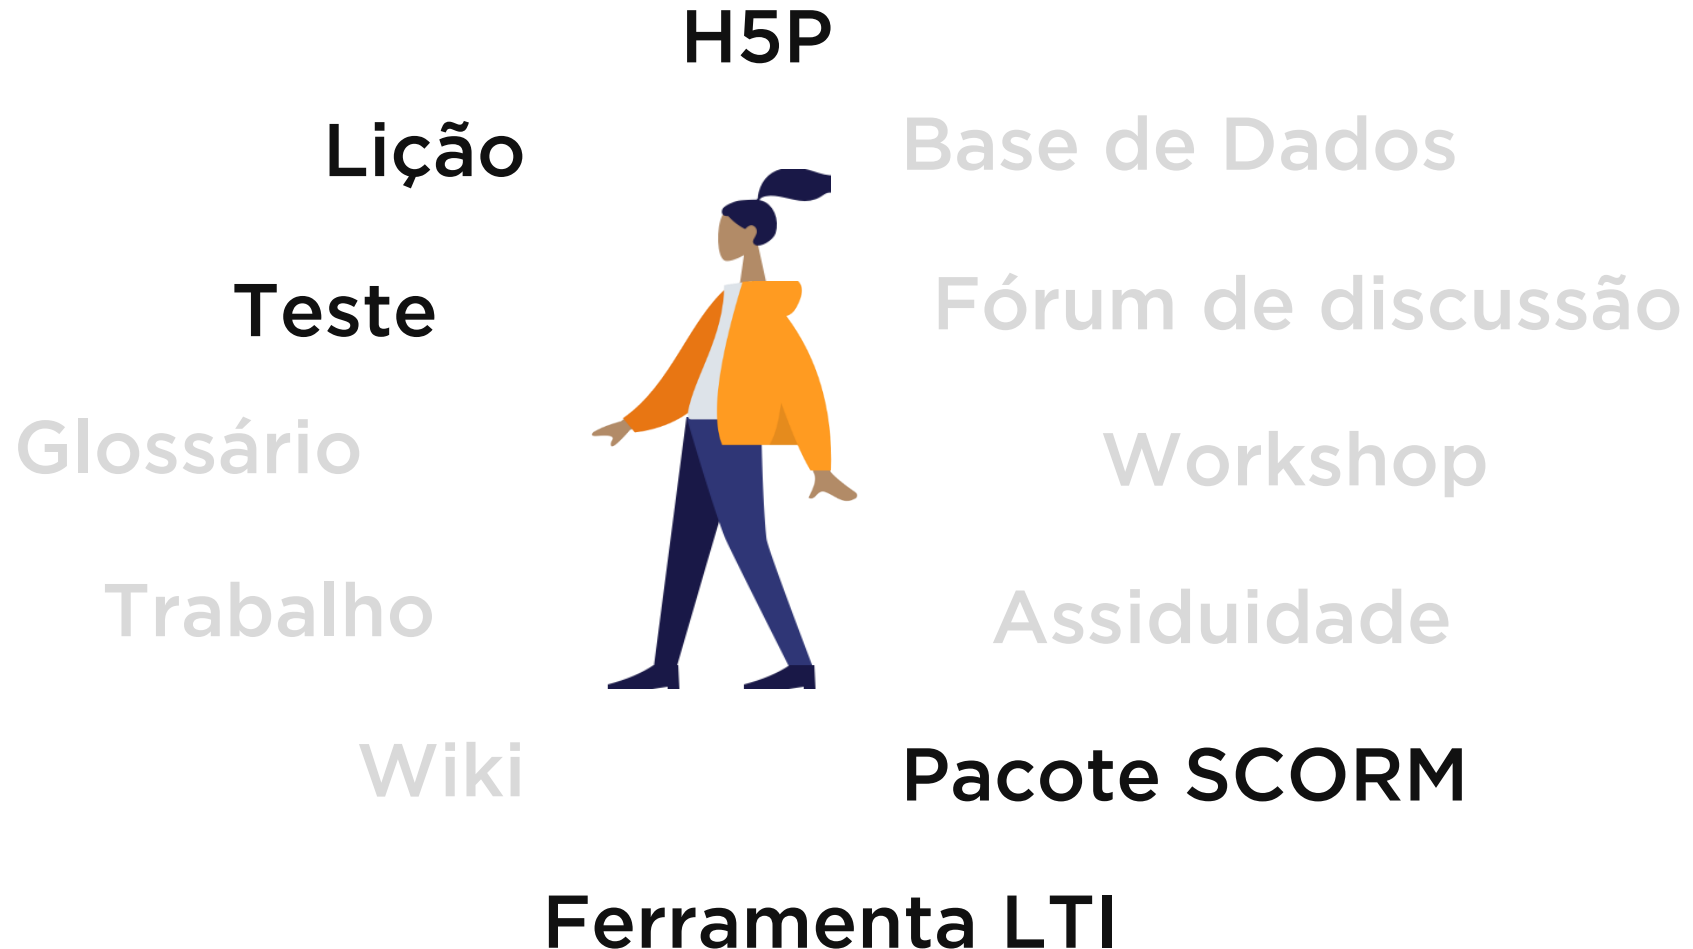 H5P
Lição
Base de Dados
Teste
Fórum de discussão
Glossário
Workshop
Trabalho
Assiduidade
Wiki
Pacote SCORM
Ferramenta LTI